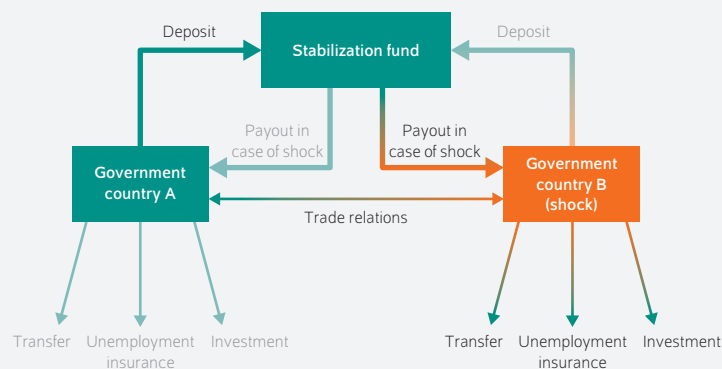 Deposit
Stabilization fund
Deposit
Payout in
case of shock
Payout in
case of shock
Government
country A
Government
country B
(shock)
Trade relations
Transfer
Unemployment
insurance
Investment
Transfer
Unemployment
insurance
Investment